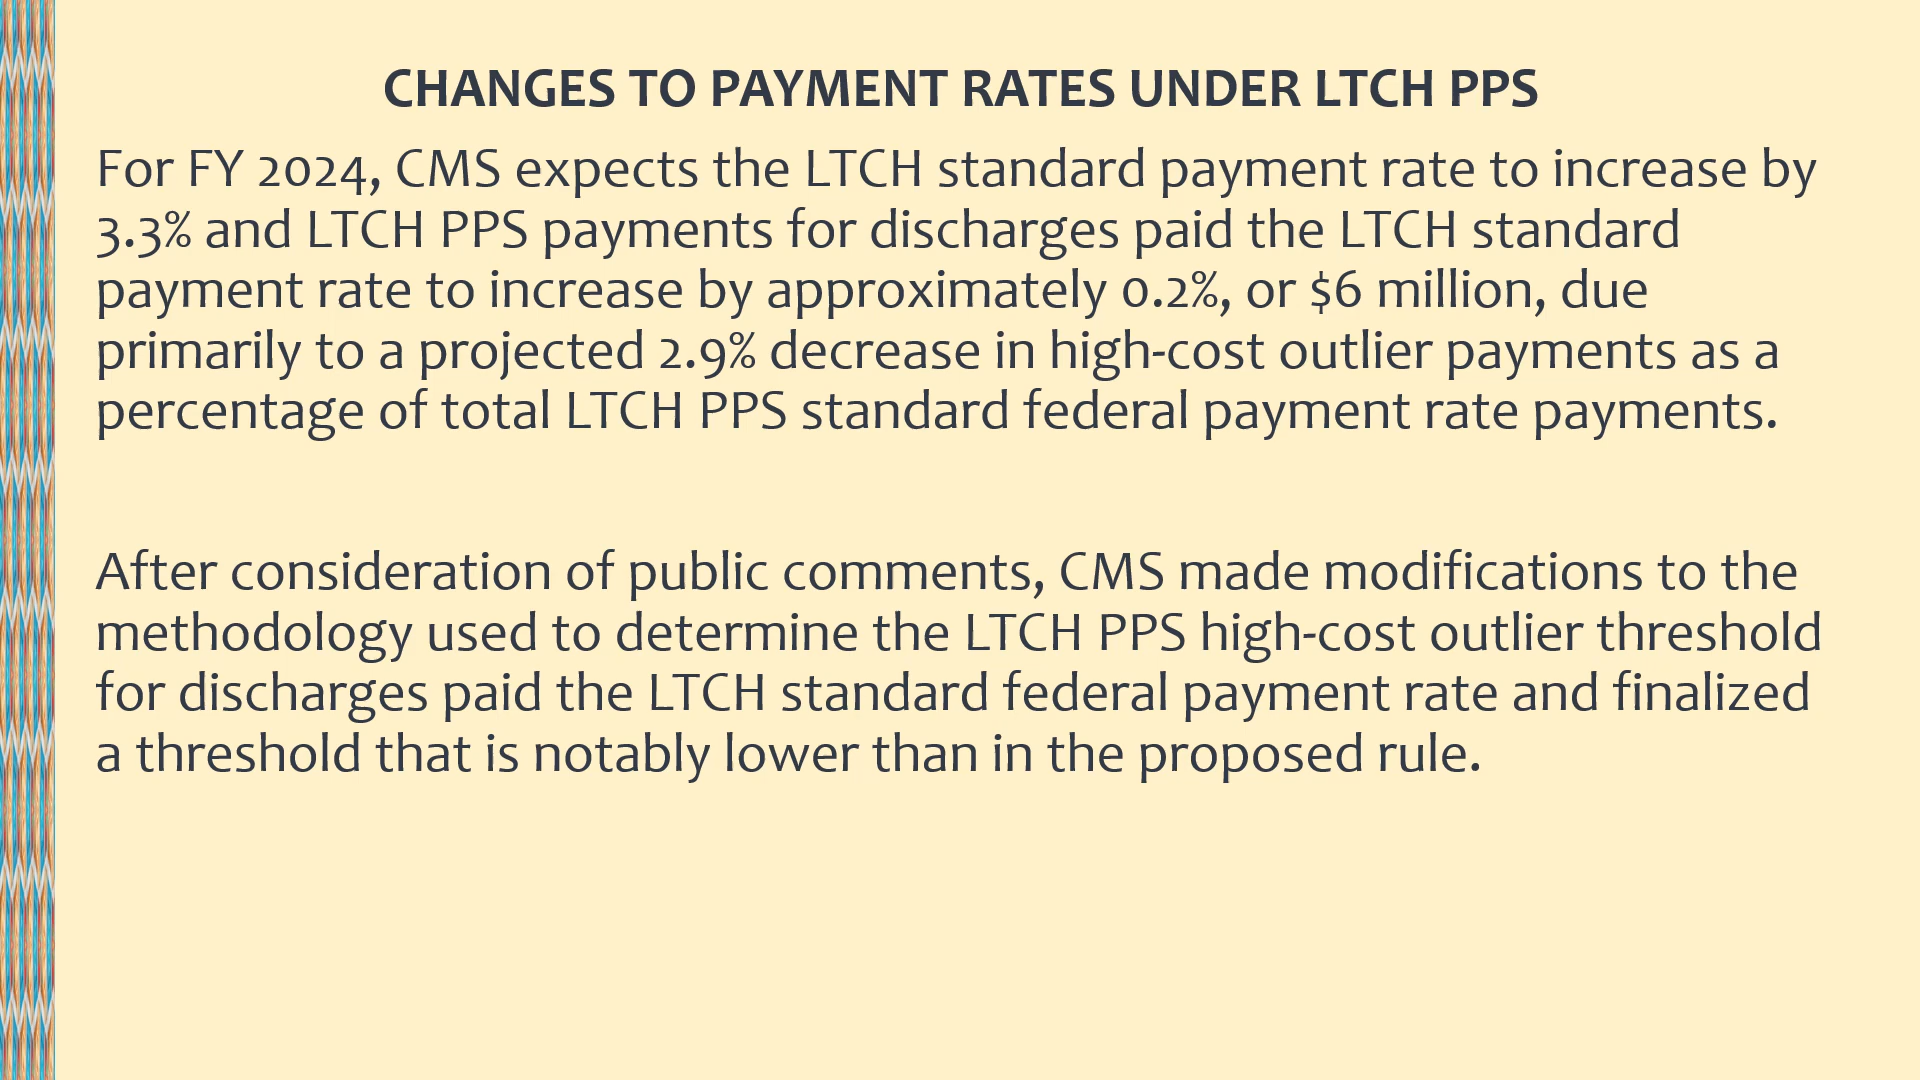 CHANGES TO PAYMENT RATES UNDER LTCH PPS
For FY 2024, CMS expects the LTCH standard payment rate to increase by
3.3% and LTCH PPS payments for discharges paid the LTCH standard
payment rate to increase by approximately 0.2%, or $6 million, due
primarily to a projected 2.9% decrease in high-cost outlier payments as a
percentage of total LTCH PPS standard federal payment rate payments.
After consideration of public comments, CMS made modifications to the
methodology used to determine the LTCH PPS high-cost outlier threshold
for discharges paid the LTCH standard federal payment rate and finalized
a threshold that is notably lower than in the proposed rule.